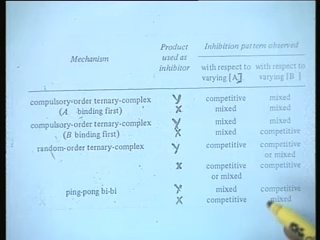 Mechanism Product used as inhibitor Inhibition pattern observed
with respect to varying [A] with respect to varying [B ]
compulsory-order ternary-complex Y competitive mixed
(A binding first) X mixed mixed
compulsory-order ternary-complex Y mixed mixed
(B binding first) X mixed competitive
random-order ternary-complex Y competitive competitive
or mixed
X competitive competitive
or mixed
ping-pong bi-bi Y mixed competitive
X competitive mixed